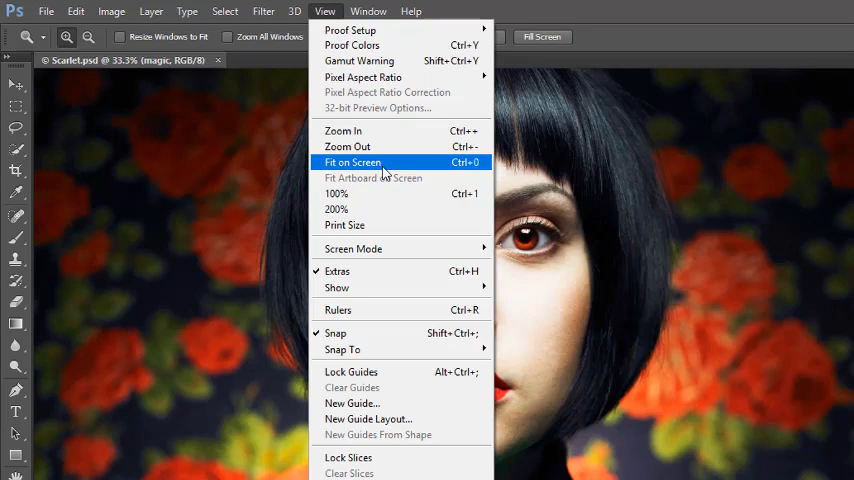 Ps File Edit Image Layer Type Select Filter 3D View Window Help
Resize Windows to Fit Zoom All Windows Fill Screen
© Scarlet.psd @ 33.3% (magic, RGB/8) ×
Proof Setup
Proof Colors Ctrl+Y
Gamut Warning Shift+Ctrl+Y
Pixel Aspect Ratio
Pixel Aspect Ratio Correction
32-bit Preview Options...
Zoom In Ctrl++
Zoom Out Ctrl+-
Fit on Screen Ctrl+0
Fit Artboard on Screen
100% Ctrl+1
200%
Print Size
Screen Mode
Extras Ctrl+H
Show
Rulers Ctrl+R
Snap Shift+Ctrl+;
Snap To
Lock Guides Alt+Ctrl+;
Clear Guides
New Guide...
New Guide Layout...
New Guides From Shape
Lock Slices
Clear Slices